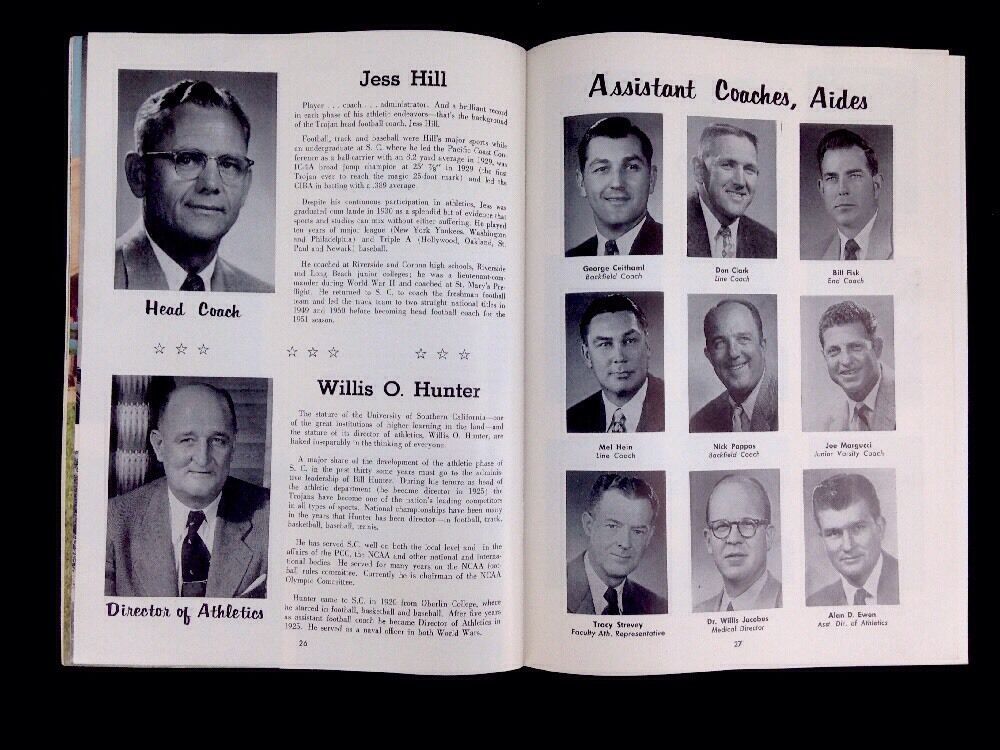 Jess Hill
Player . . . coach . . . administrator. And a brilliant record
in each phase of his athletic endeavors—that's the background
of the Trojan head football coach, Jess Hill.
Football, track and baseball were Hill's major sports while
an undergraduate at S. C. where he led the Pacific Coast Con-
ference as a ball-carrier with an 8.2 yard average in 1929, was
IC4A broad jump champion at 25' 7/8" in 1929 (the first
Trojan ever to reach the magic 25-foot mark) and led the
CIBA in batting with a .389 average.
Despite his continuous participation in athletics, Jess was
graduated cum laude in 1930 as a splendid bit of evidence that
sports and studies can mix without either suffering. He played
ten years of major league (New York Yankees, Washington
and Philadelphia) and Triple A (Hollywood, Oakland, St.
Paul and Newark) baseball.
He coached at Riverside and Corona high schools, Riverside
and Long Beach junior colleges; he was a lieutenant-com-
mander during World War II and coached at St. Mary's Pre-
flight. He returned to S. C. to coach the freshman football
team and led the track team to two straight national titles in
1949 and 1950 before becoming head football coach for the
1951 season.
Head Coach
Willis O. Hunter
The stature of the University of Southern California—one
of the great institutions of higher learning in the land—and
the stature of its director of athletics, Willis O. Hunter, are
linked inseparably in the thinking of everyone.
A major share of the development of the athletic phase of
S. C. in the past thirty some years must go to the administra-
tive leadership of Bill Hunter. During his tenure as head of
the athletic department (he became director in 1925) the
Trojans have become one of the nation's leading competitors
in all types of sports. National championships have been many
in the years that Hunter has been director—in football, track,
basketball, baseball, tennis.
He has served S.C. well on both the local level and in the
affairs of the PCC, the NCAA and other national and interna-
tional bodies. He served for many years on the NCAA foot-
ball rules committee. Currently he is chairman of the NCAA
Olympic Committee.
Hunter came to S.C. in 1920 from Oberlin College, where
he starred in football, basketball and baseball. After five years
as assistant football coach he became Director of Athletics in
1925. He served as a naval officer in both World Wars.
Director of Athletics
26
Assistant Coaches, Aides
George Ceithaml
Backfield Coach
Don Clark
Line Coach
Bill Fisk
End Coach
Mel Hein
Line Coach
Nick Pappas
Backfield Coach
Joe Margucci
Junior Varsity Coach
Tracy Strevey
Faculty Ath. Representative
Dr. Willis Jacobus
Medical Director
Alan D. Ewen
Asst. Dir. of Athletics
27